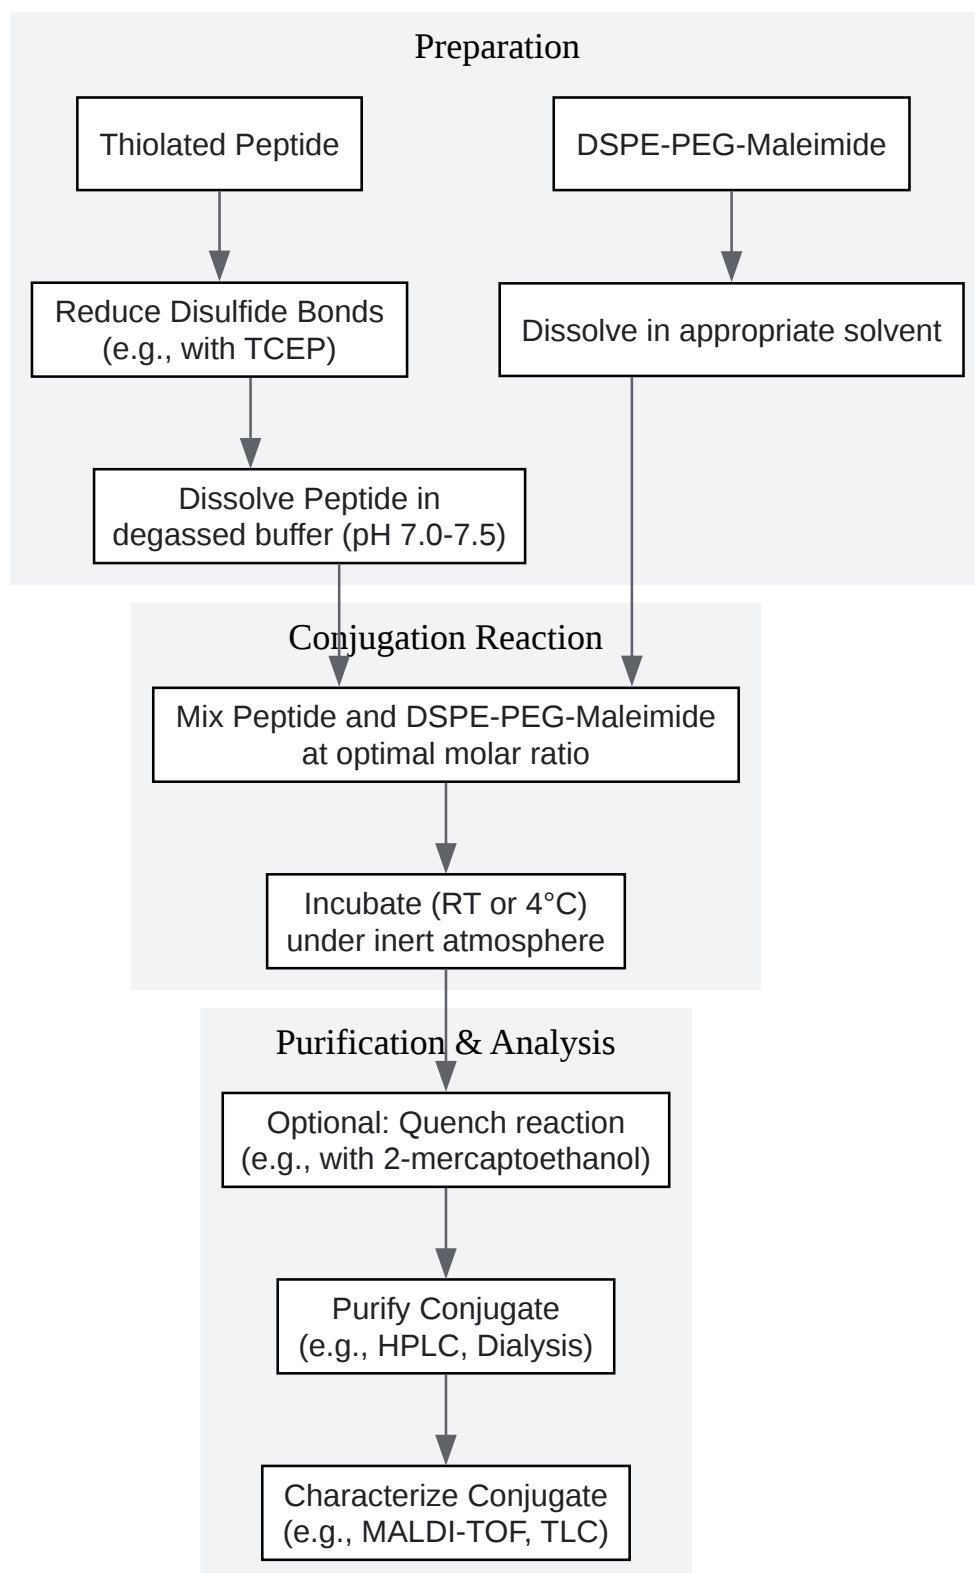 Preparation
Thiolated Peptide
DSPE-PEG-Maleimide
Reduce Disulfide Bonds
(e.g., with TCEP)
Dissolve in appropriate solvent
Dissolve Peptide in
degassed buffer (pH 7.0-7.5)
Conjugation Reaction
Mix Peptide and DSPE-PEG-Maleimide
at optimal molar ratio
Incubate (RT or 4°C)
under inert atmosphere
Purification & Analysis
Optional: Quench reaction
(e.g., with 2-mercaptoethanol)
Purify Conjugate
(e.g., HPLC, Dialysis)
Characterize Conjugate
(e.g., MALDI-TOF, TLC)